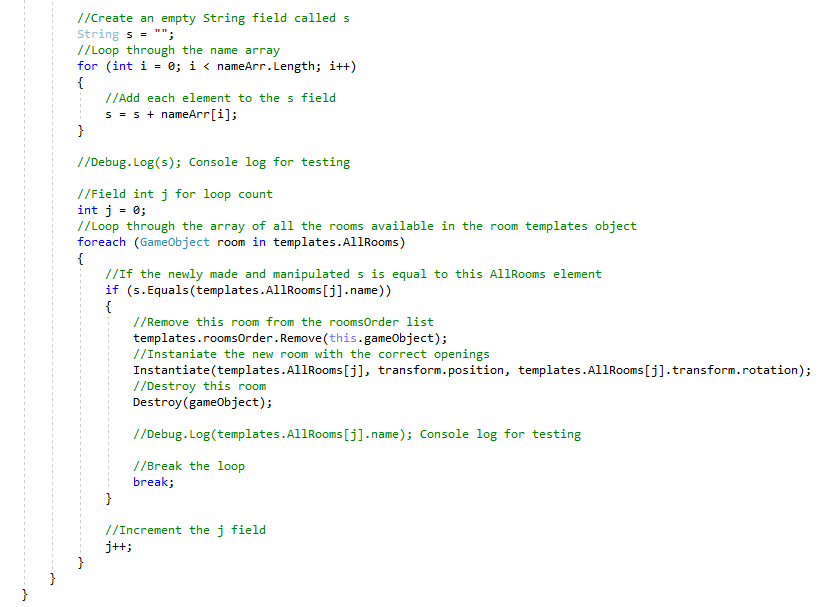 //Create an empty String field called s
String s = "";
//Loop through the name array
for (int i = 0; i < nameArr.Length; i++)
{
//Add each element to the s field
s = s + nameArr[i];
}
//Debug.Log(s); Console log for testing
//Field int j for loop count
int j = 0;
//Loop through the array of all the rooms available in the room templates object
foreach (GameObject room in templates.AllRooms)
{
//If the newly made and manipulated s is equal to this AllRooms element
if (s.Equals(templates.AllRooms[j].name))
{
//Remove this room from the roomsOrder list
templates.roomsOrder.Remove(this.gameObject);
//Instaniate the new room with the correct openings
Instantiate(templates.AllRooms[j], transform.position, templates.AllRooms[j].transform.rotation);
//Destroy this room
Destroy(gameObject);
//Debug.Log(templates.AllRooms[j].name); Console log for testing
//Break the loop
break;
}
//Increment the j field
j++;
}
}
}